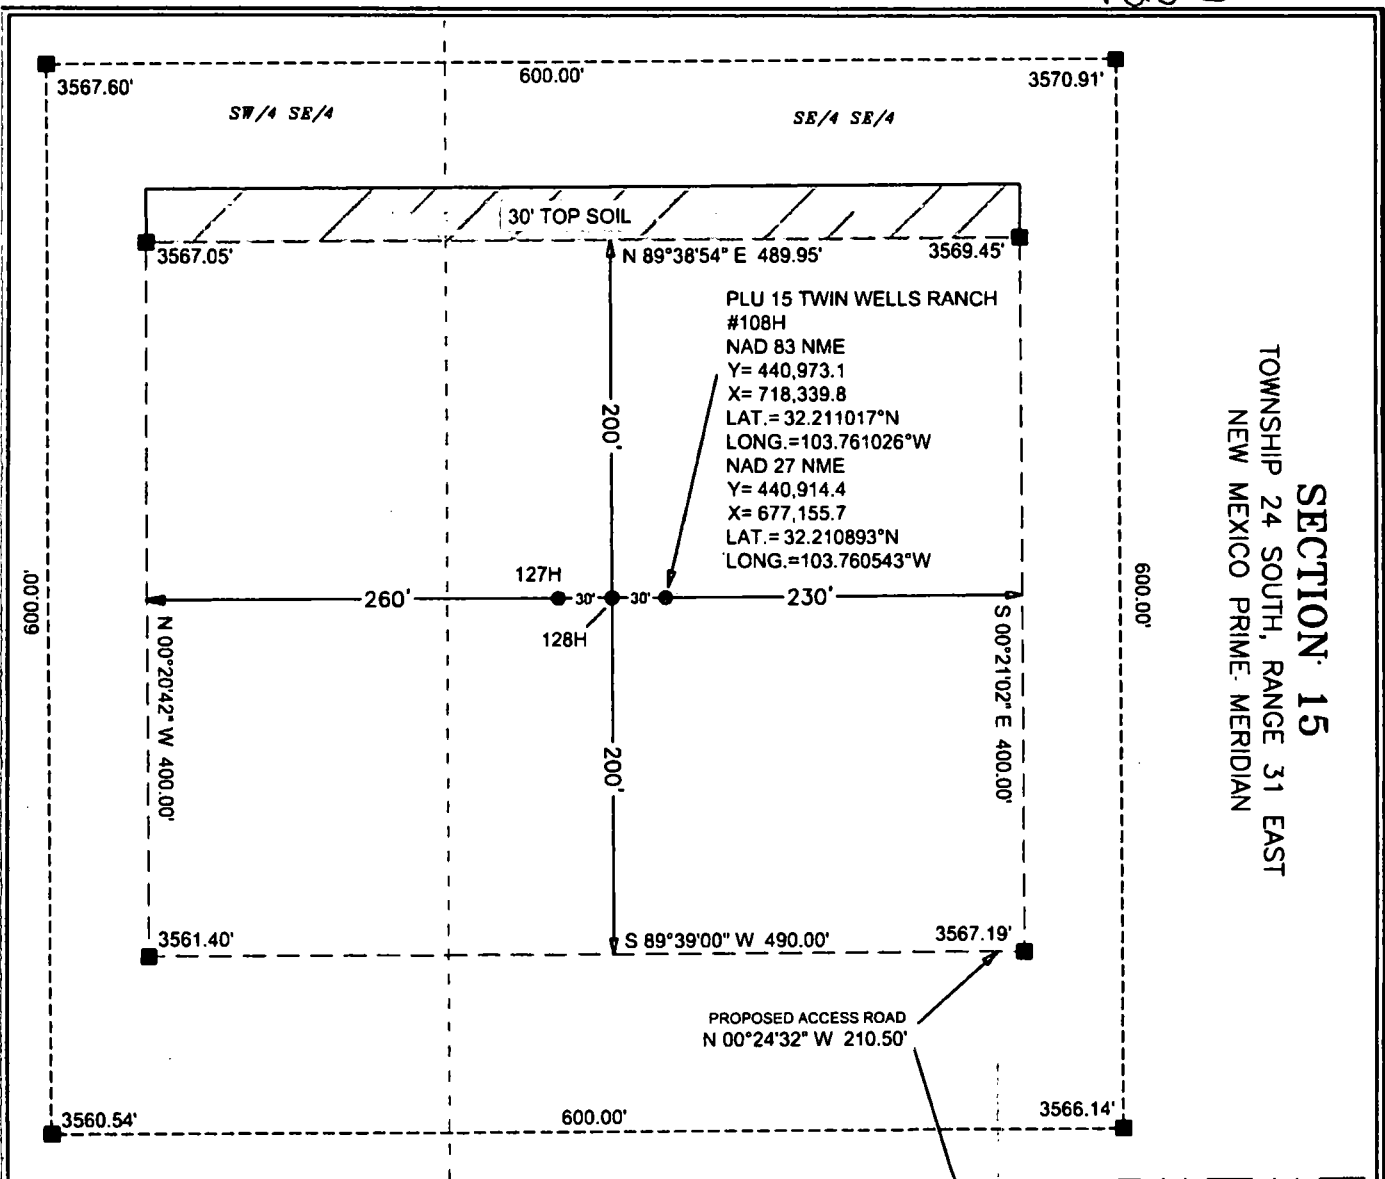 3567.60'
600.00'
3570.91'
SW/4 SE/4
SE/4 SE/4
30' TOP SOIL
3567.05'
N 89°38'54" E 489.95'
3569.45'
PLU 15 TWIN WELLS RANCH
#108H
NAD 83 NME
Y= 440,973.1
X= 718,339.8
LAT.= 32.211017°N
LONG.=103.761026°W
NAD 27 NME
Y= 440,914.4
X= 677,155.7
LAT.= 32.210893°N
LONG.=103.760543°W
200'
127H
260'
30'
30'
230'
128H
600.00'
N 00°20'42" W 400.00'
S 00°21'02" E 400.00'
600.00'
SECTION 15
TOWNSHIP 24 SOUTH, RANGE 31 EAST
NEW MEXICO PRIME MERIDIAN
200'
3561.40'
S 89°39'00" W 490.00'
3567.19'
PROPOSED ACCESS ROAD
N 00°24'32" W 210.50'
3560.54'
600.00'
3566.14'